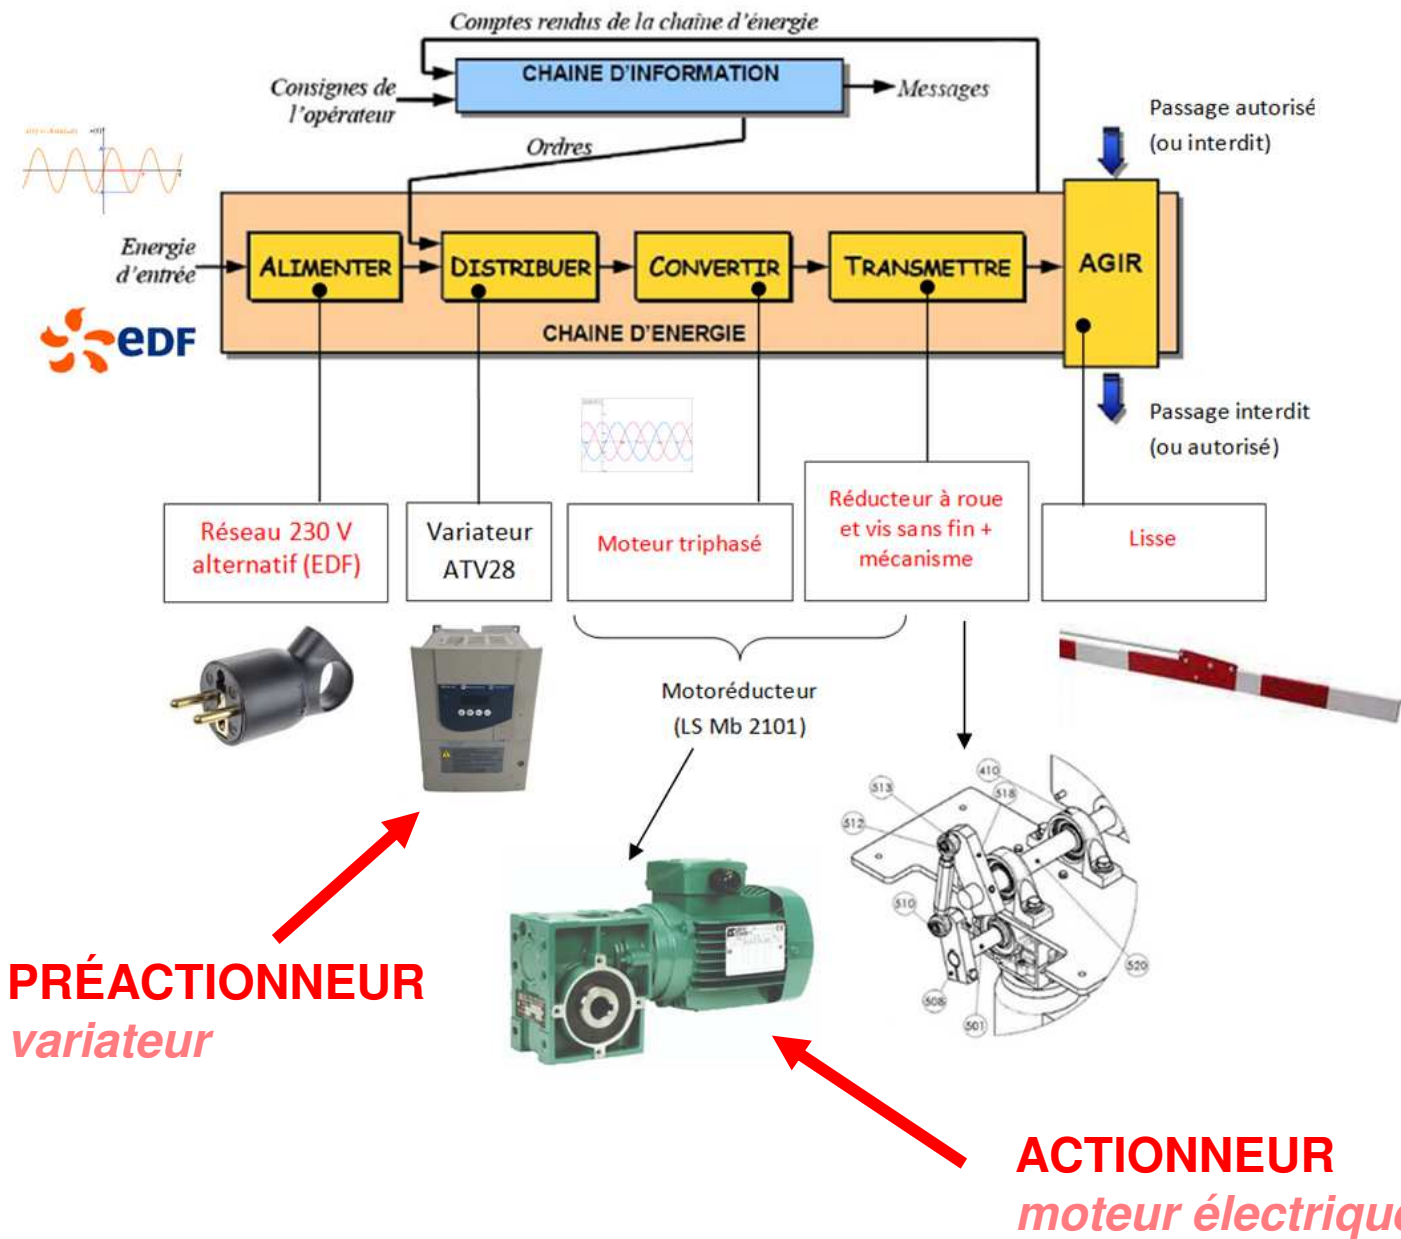 Comptes rendus de la chaîne d'énergie
CHAINE D'INFORMATION
Consignes de
l'opérateur
Messages
Ordres
Passage autorisé
(ou interdit)
Energie
d'entrée
ALIMENTER
DISTRIBUER
CONVERTIR
TRANSMETTRE
AGIR
CHAINE D'ENERGIE
eDF
Passage interdit
(ou autorisé)
Réseau 230 V
alternatif (EDF)
Variateur
ATV28
Moteur triphasé
Réducteur à roue
et vis sans fin +
mécanisme
Lisse
Motoréducteur
(LS Mb 2101)
410
513
518
512
510
520
508
501
PRÉACTIONNEUR
variateur
ACTIONNEUR
moteur électrique